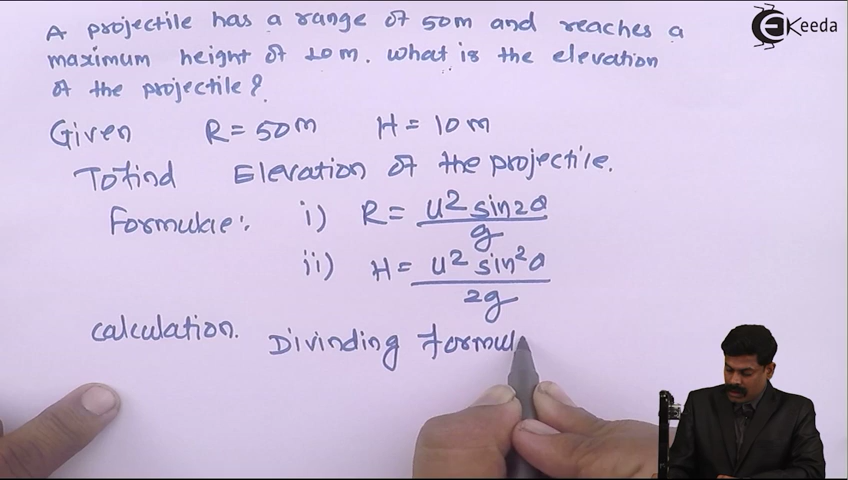 A projectile has a range of 50m and reaches a
maximum height of 10m. what is the elevation
of the projectile?
Given R = 50m H = 10m
To find Elevation of the projectile.
Formulae:. i) R = u² sin2θ / g
ii) H = u² sin²θ / 2g
calculation. Divinding formul
EKeeda